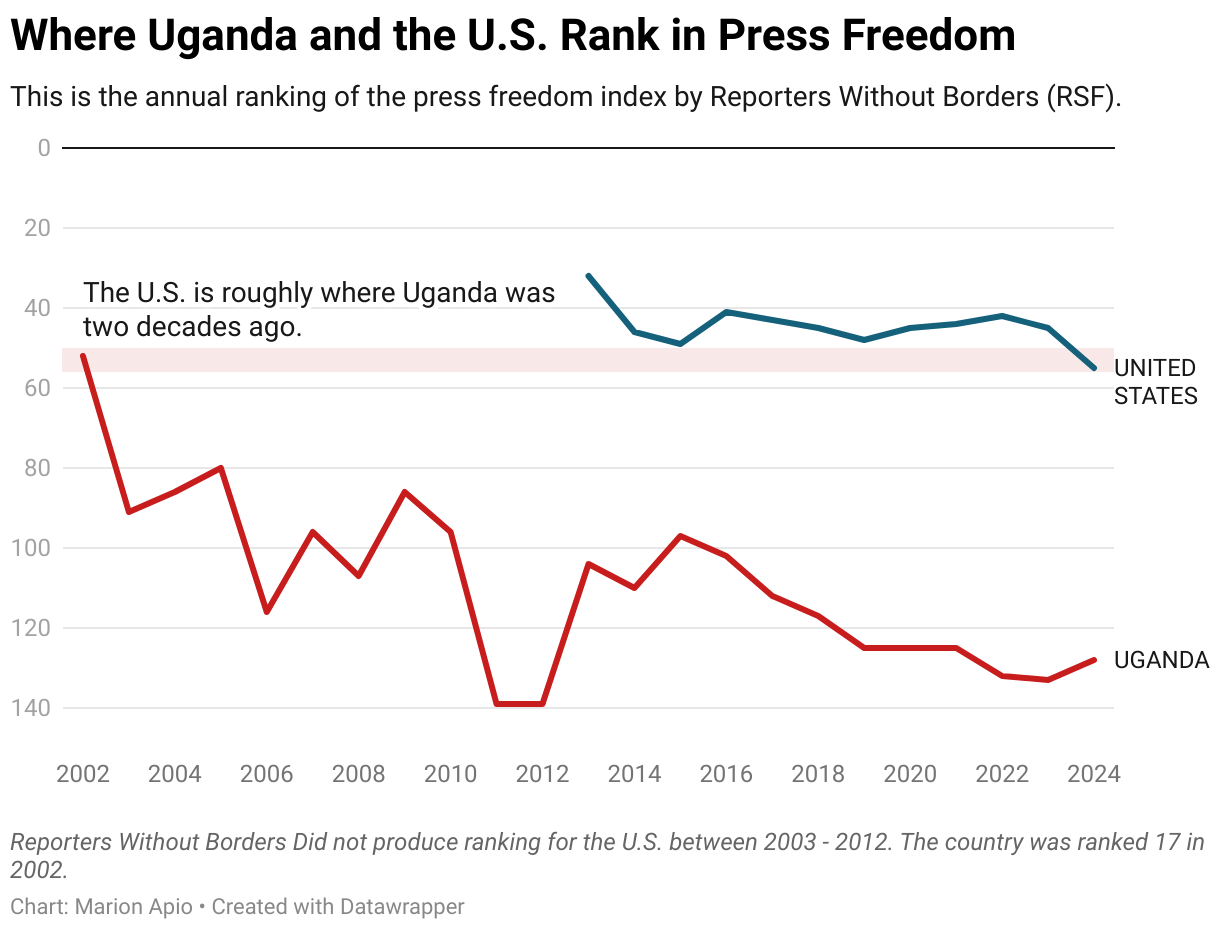 Where Uganda and the U.S. Rank in Press Freedom
This is the annual ranking of the press freedom index by Reporters Without Borders (RSF).
0
20
40
60
80
100
120
140
The U.S. is roughly where Uganda was
two decades ago.
UNITED
STATES
UGANDA
2002 2004 2006 2008 2010 2012 2014 2016 2018 2020 2022 2024
Reporters Without Borders Did not produce ranking for the U.S. between 2003 - 2012. The country was ranked 17 in
2002.
Chart: Marion Apio • Created with Datawrapper